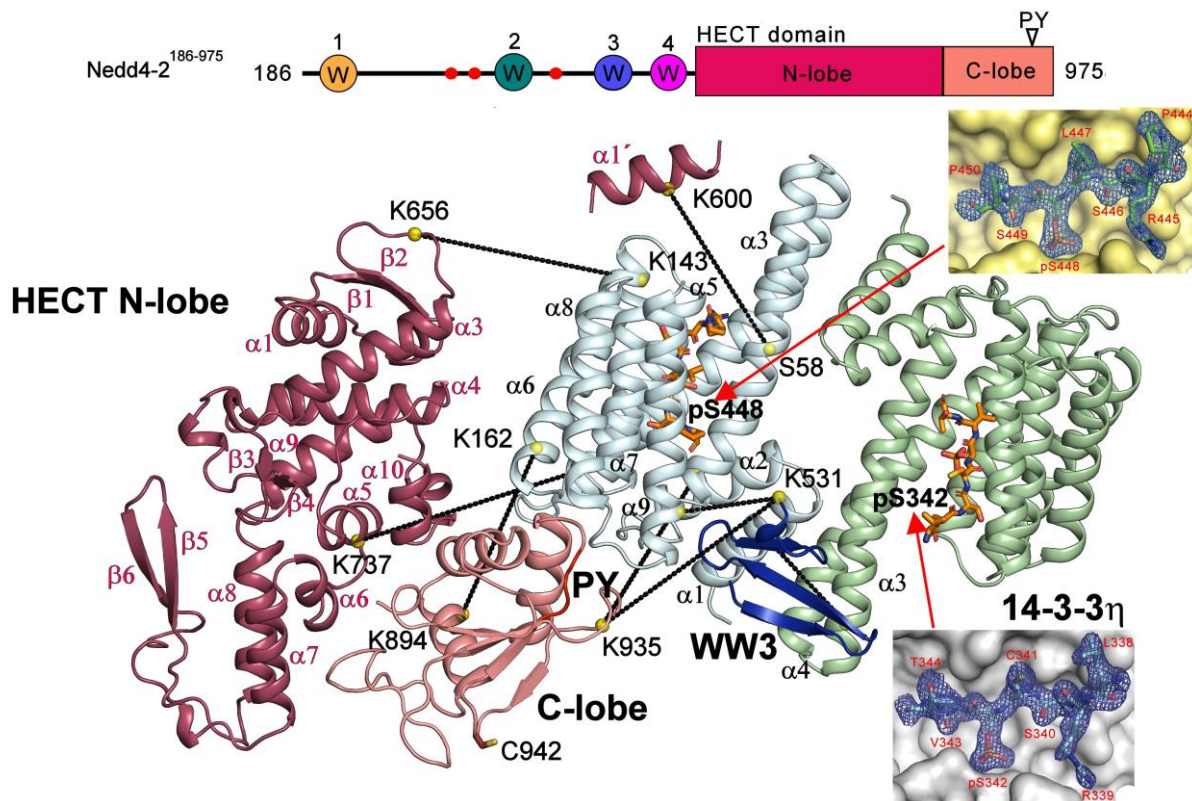 PY
HECT domain
1
2
3
4
Nedd4-2^186-975
186
W
W
W
W
N-lobe
C-lobe
975
P444
L447
α1´
P450
K600
S446
R445
K656
S449
α3
pS448
β2
K143
HECT N-lobe
β1
α5
α8
α1
α3
S58
α6
α4
pS448
K162
α9
β3
α10
α7
α2
K531
pS342
β4
α5
α9
β5
K737
β6
PY
α3
α8
α6
α1
14-3-3η
K894
K935
WW3
L338
α7
C341
α4
T344
C-lobe
S340
V343
C942
pS342
R339